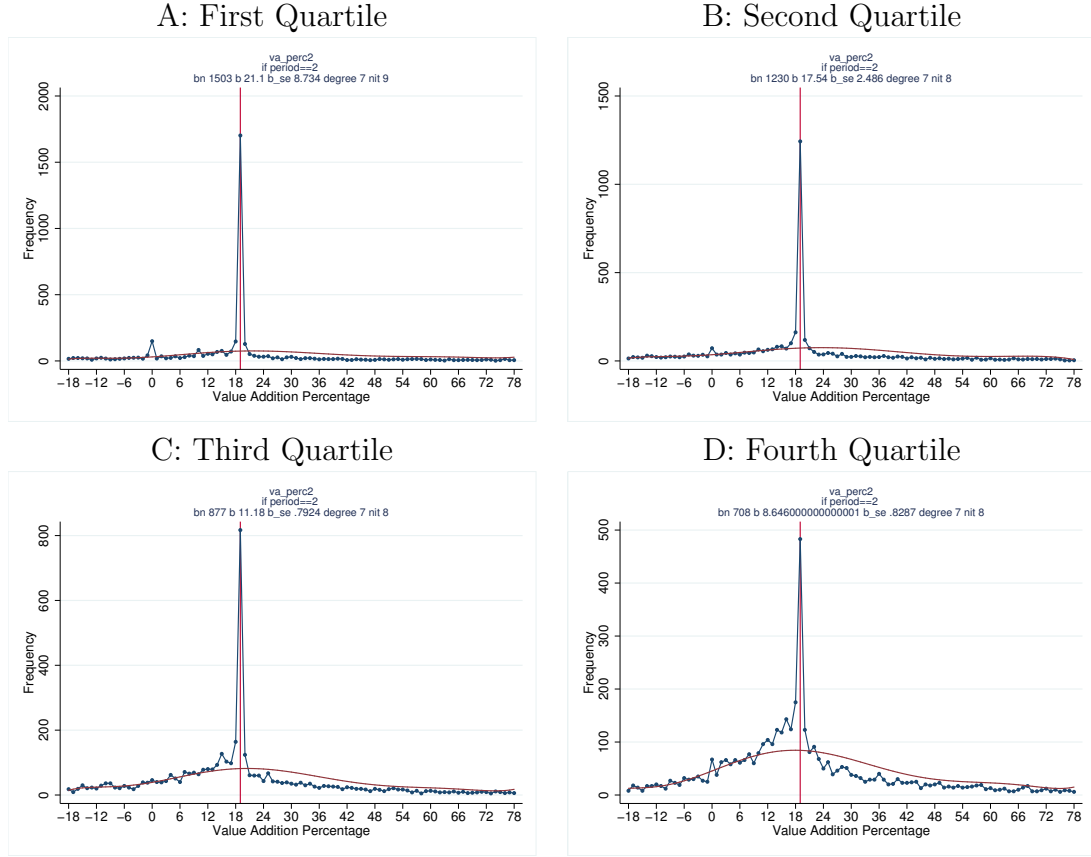 A: First Quartile
va_perc2
if period==2
bn 1503 b 21.1 b_se 8.734 degree 7 nit 9
Frequency
2000
1500
1000
500
0
−18 −12 −6 0 6 12 19 24 30 36 42 48 54 60 66 72 78
Value Addition Percentage
B: Second Quartile
va_perc2
if period==2
bn 1230 b 17.54 b_se 2.486 degree 7 nit 8
Frequency
1500
1000
500
0
−18 −12 −6 0 6 12 19 24 30 36 42 48 54 60 66 72 78
Value Addition Percentage
C: Third Quartile
va_perc2
if period==2
bn 877 b 11.18 b_se .7924 degree 7 nit 8
Frequency
800
600
400
200
0
−18 −12 −6 0 6 12 19 24 30 36 42 48 54 60 66 72 78
Value Addition Percentage
D: Fourth Quartile
va_perc2
if period==2
bn 708 b 8.646000000000001 b_se .8287 degree 7 nit 8
Frequency
500
400
300
200
100
0
−18 −12 −6 0 6 12 19 24 30 36 42 48 54 60 66 72 78
Value Addition Percentage